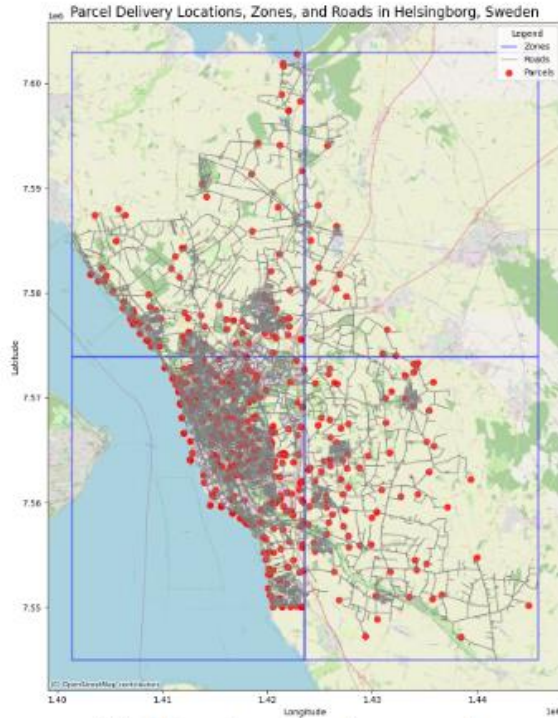 Parcel Delivery Locations, Zones, and Roads in Helsingborg, Sweden
1e6
Legend
Zones
Roads
Parcels
7.60
7.59
7.58
7.57
7.56
7.55
Latitude
(C) OpenStreetMap contributors
1.40
1.41
1.42
1.43
1.44
Longitude